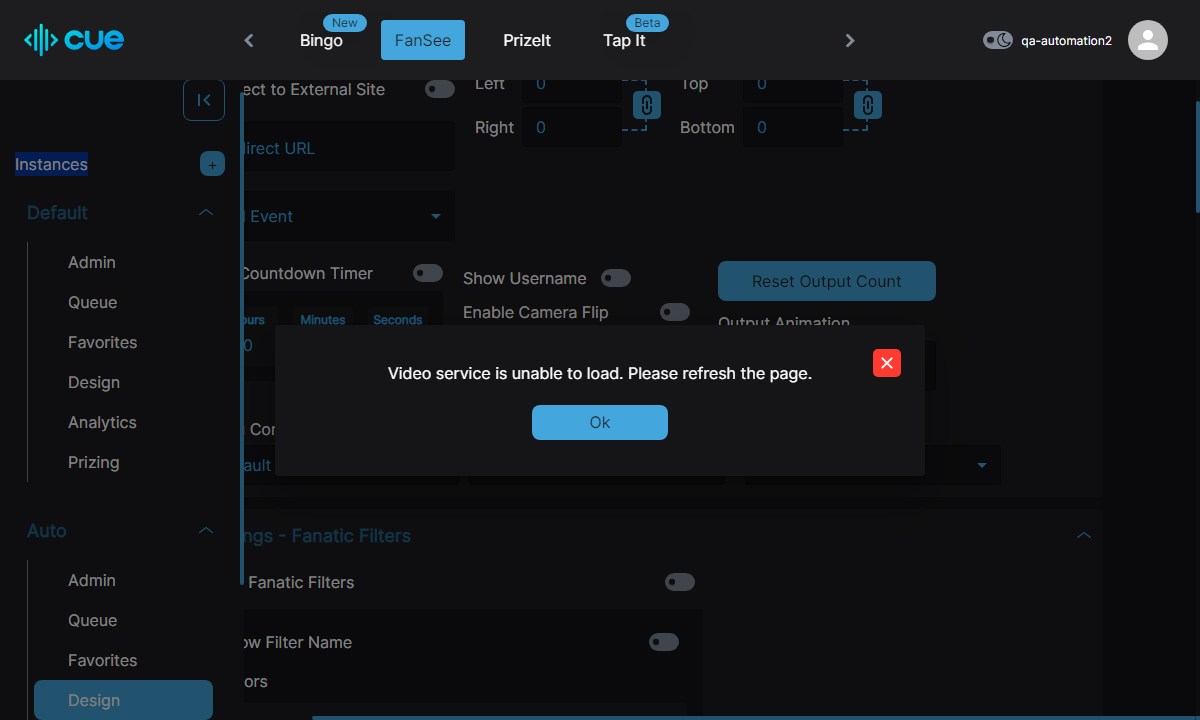 cue
New
Bingo
FanSee
PrizeIt
Beta
Tap It
qa-automation2
ect to External Site
Left
0
Top
0
Right
0
Bottom
0
Instances
+
direct URL
Default
Event
Admin
Countdown Timer
Show Username
Reset Output Count
Queue
Enable Camera Flip
ours
Minutes
Seconds
Output Animation
Favorites
0
Video service is unable to load. Please refresh the page.
Design
Ok
Analytics
Con
Prizing
ault
Auto
ngs - Fanatic Filters
Admin
Fanatic Filters
Queue
ow Filter Name
Favorites
ors
Design